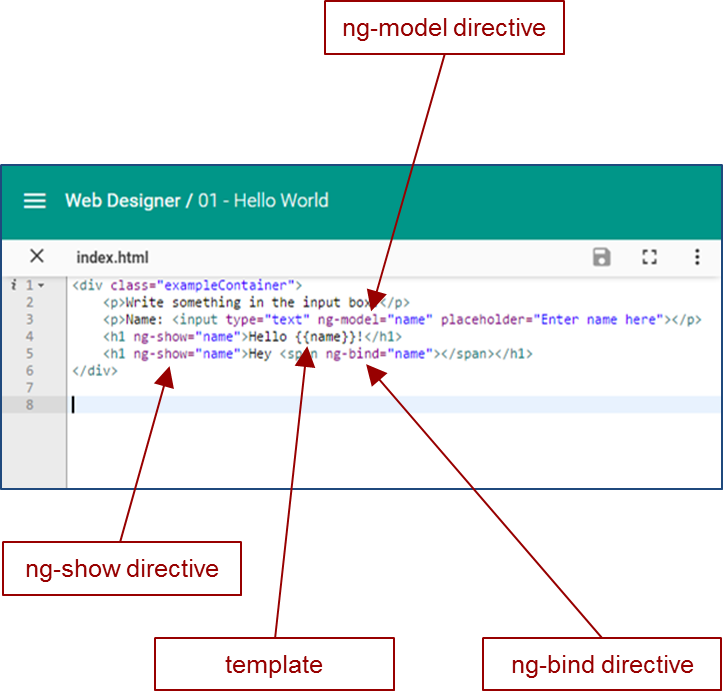 ng-model directive
Web Designer / 01 - Hello World
index.html
i 1 <div class="exampleContainer">
2 <p>Write something in the input box </p>
3 <p>Name: <input type="text" ng-model="name" placeholder="Enter name here"></p>
4 <h1 ng-show="name">Hello {{name}}!</h1>
5 <h1 ng-show="name">Hey <span ng-bind="name"></span></h1>
6 </div>
7
8
ng-show directive
template
ng-bind directive